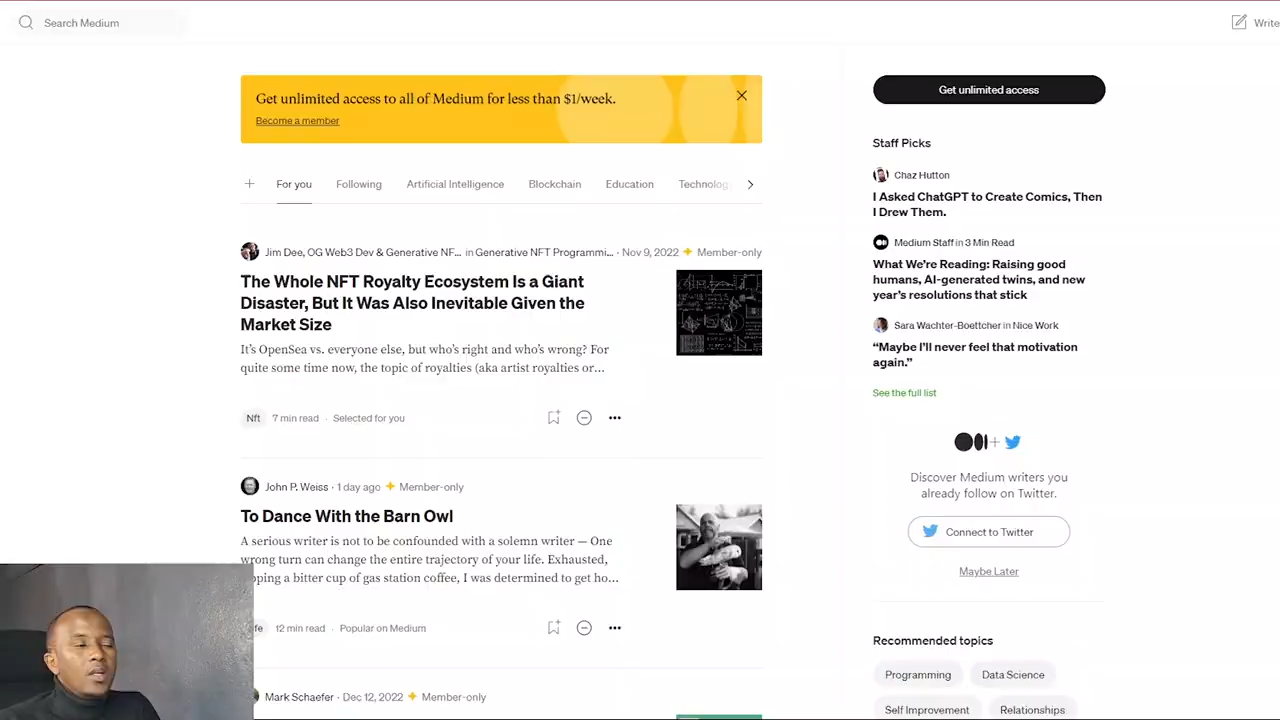 Search Medium
Write
Get unlimited access to all of Medium for less than $1/week.
Become a member
For you
Following
Artificial Intelligence
Blockchain
Education
Jim Dee, OG Web3 Dev & Generative NF... in Generative NFT Programmi... · Nov 9, 2022 Member-only
The Whole NFT Royalty Ecosystem Is a Giant
Disaster, But It Was Also Inevitable Given the
Market Size
It's OpenSea vs. everyone else, but who's right and who's wrong? For
quite some time now, the topic of royalties (aka artist royalties or...
Nft 7 min read · Selected for you
John P. Weiss · 1 day ago Member-only
To Dance With the Barn Owl
A serious writer is not to be confounded with a solemn writer — One
wrong turn can change the entire trajectory of your life. Exhausted,
a bitter cup of gas station coffee, I was determined to get ho...
12 min read · Popular on Medium
Mark Schaefer · Dec 12, 2022 Member-only
Get unlimited access
Staff Picks
Chaz Hutton
I Asked ChatGPT to Create Comics, Then
I Drew Them.
Medium Staff in 3 Min Read
What We're Reading: Raising good
humans, AI-generated twins, and new
year's resolutions that stick
Sara Wachter-Boettcher in Nice Work
“Maybe I'll never feel that motivation
again.”
See the full list
Discover Medium writers you
already follow on Twitter.
Connect to Twitter
Maybe Later
Recommended topics
Programming
Data Science
Self Improvement
Relationships